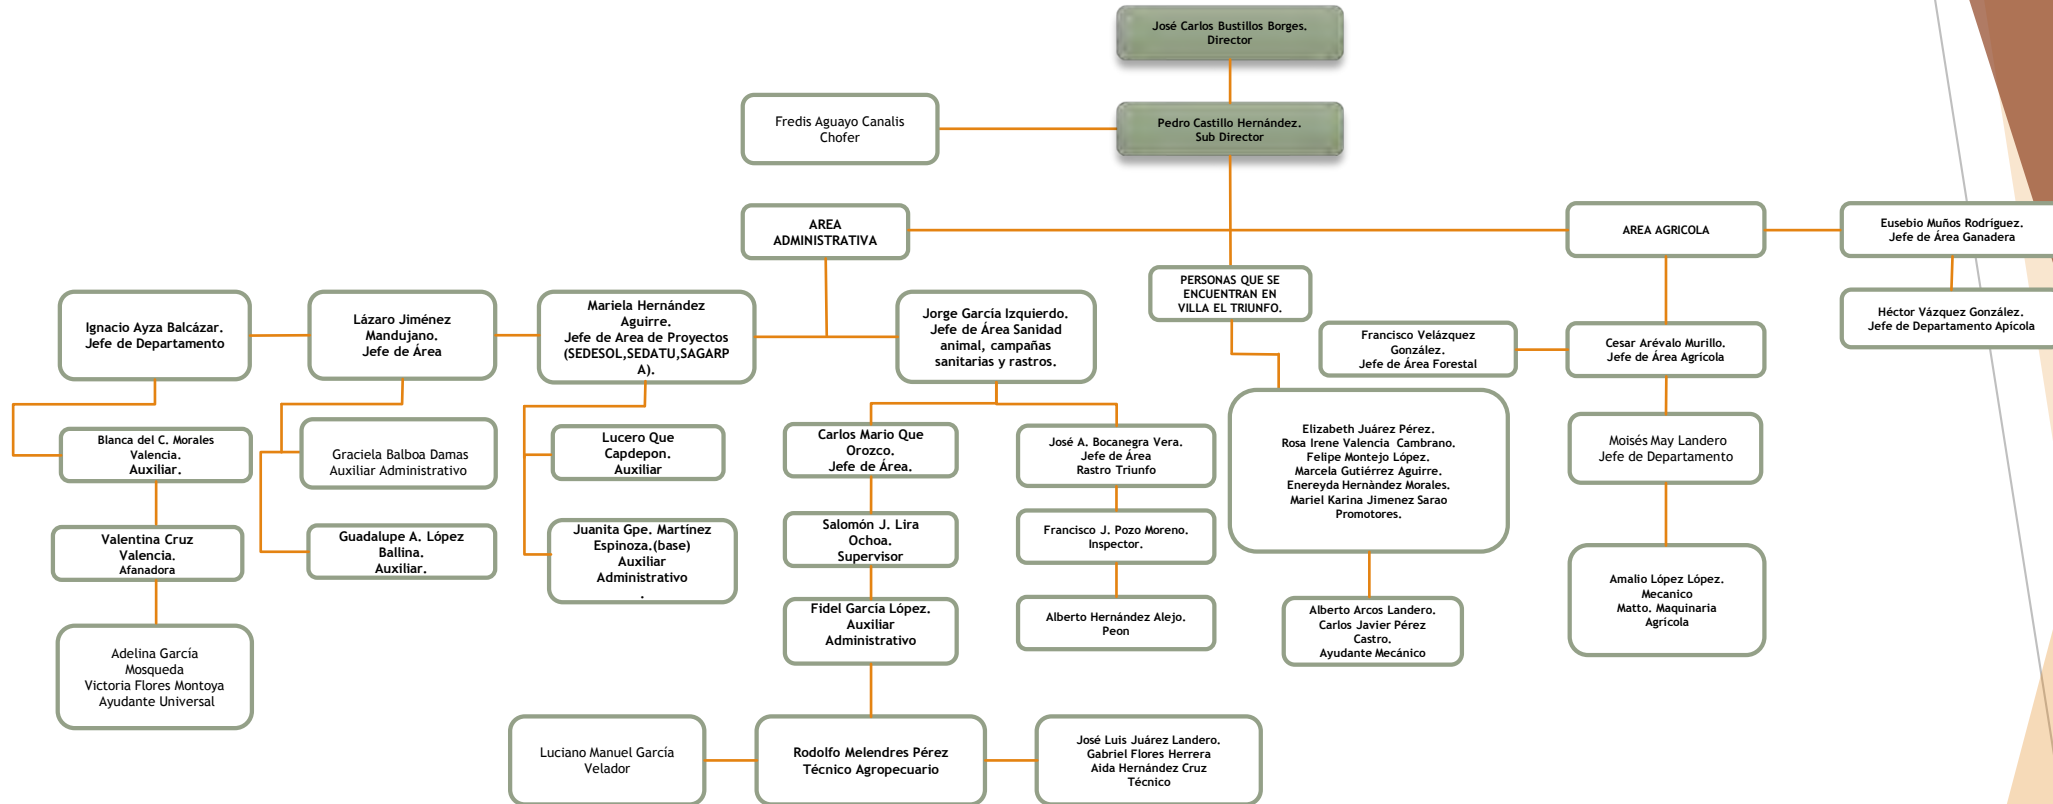 José Carlos Bustillos Borges.
Director
Fredis Aguayo Canalis
Chofer
Pedro Castillo Hernández.
Sub Director
AREA
ADMINISTRATIVA
AREA AGRICOLA
Eusebio Muños Rodríguez.
Jefe de Área Ganadera
PERSONAS QUE SE
ENCUENTRAN EN
VILLA EL TRIUNFO.
Héctor Vázquez González.
Jefe de Departamento Apícola
Ignacio Ayza Balcázar.
Jefe de Departamento
Lázaro Jiménez
Mandujano.
Jefe de Área
Mariela Hernández
Aguirre.
Jefe de Area de Proyectos
(SEDESOL,SEDATU,SAGARP
A).
Jorge García Izquierdo.
Jefe de Área Sanidad
animal, campañas
sanitarias y rastros.
Francisco Velázquez
González.
Jefe de Área Forestal
Cesar Arévalo Murillo.
Jefe de Área Agrícola
Blanca del C. Morales
Valencia.
Auxiliar.
Graciela Balboa Damas
Auxiliar Administrativo
Lucero Que
Capdepon.
Auxiliar
Carlos Mario Que
Orozco.
Jefe de Área.
José A. Bocanegra Vera.
Jefe de Área
Rastro Triunfo
Elizabeth Juárez Pérez.
Rosa Irene Valencia Cambrano.
Felipe Montejo López.
Marcela Gutiérrez Aguirre.
Enereyda Hernàndez Morales.
Mariel Karina Jimenez Sarao
Promotores.
Moisés May Landero
Jefe de Departamento
Valentina Cruz
Valencia.
Afanadora
Guadalupe A. López
Ballina.
Auxiliar.
Juanita Gpe. Martínez
Espinoza.(base)
Auxiliar
Administrativo
.
Salomón J. Lira
Ochoa.
Supervisor
Francisco J. Pozo Moreno.
Inspector.
Amalio López López.
Mecanico
Matto. Maquinaria
Agrícola
Adelina García
Mosqueda
Victoria Flores Montoya
Ayudante Universal
Fidel García López.
Auxiliar
Administrativo
Alberto Hernández Alejo.
Peon
Alberto Arcos Landero.
Carlos Javier Pérez
Castro.
Ayudante Mecánico
Luciano Manuel García
Velador
Rodolfo Melendres Pérez
Técnico Agropecuario
José Luis Juárez Landero.
Gabriel Flores Herrera
Aida Hernández Cruz
Técnico